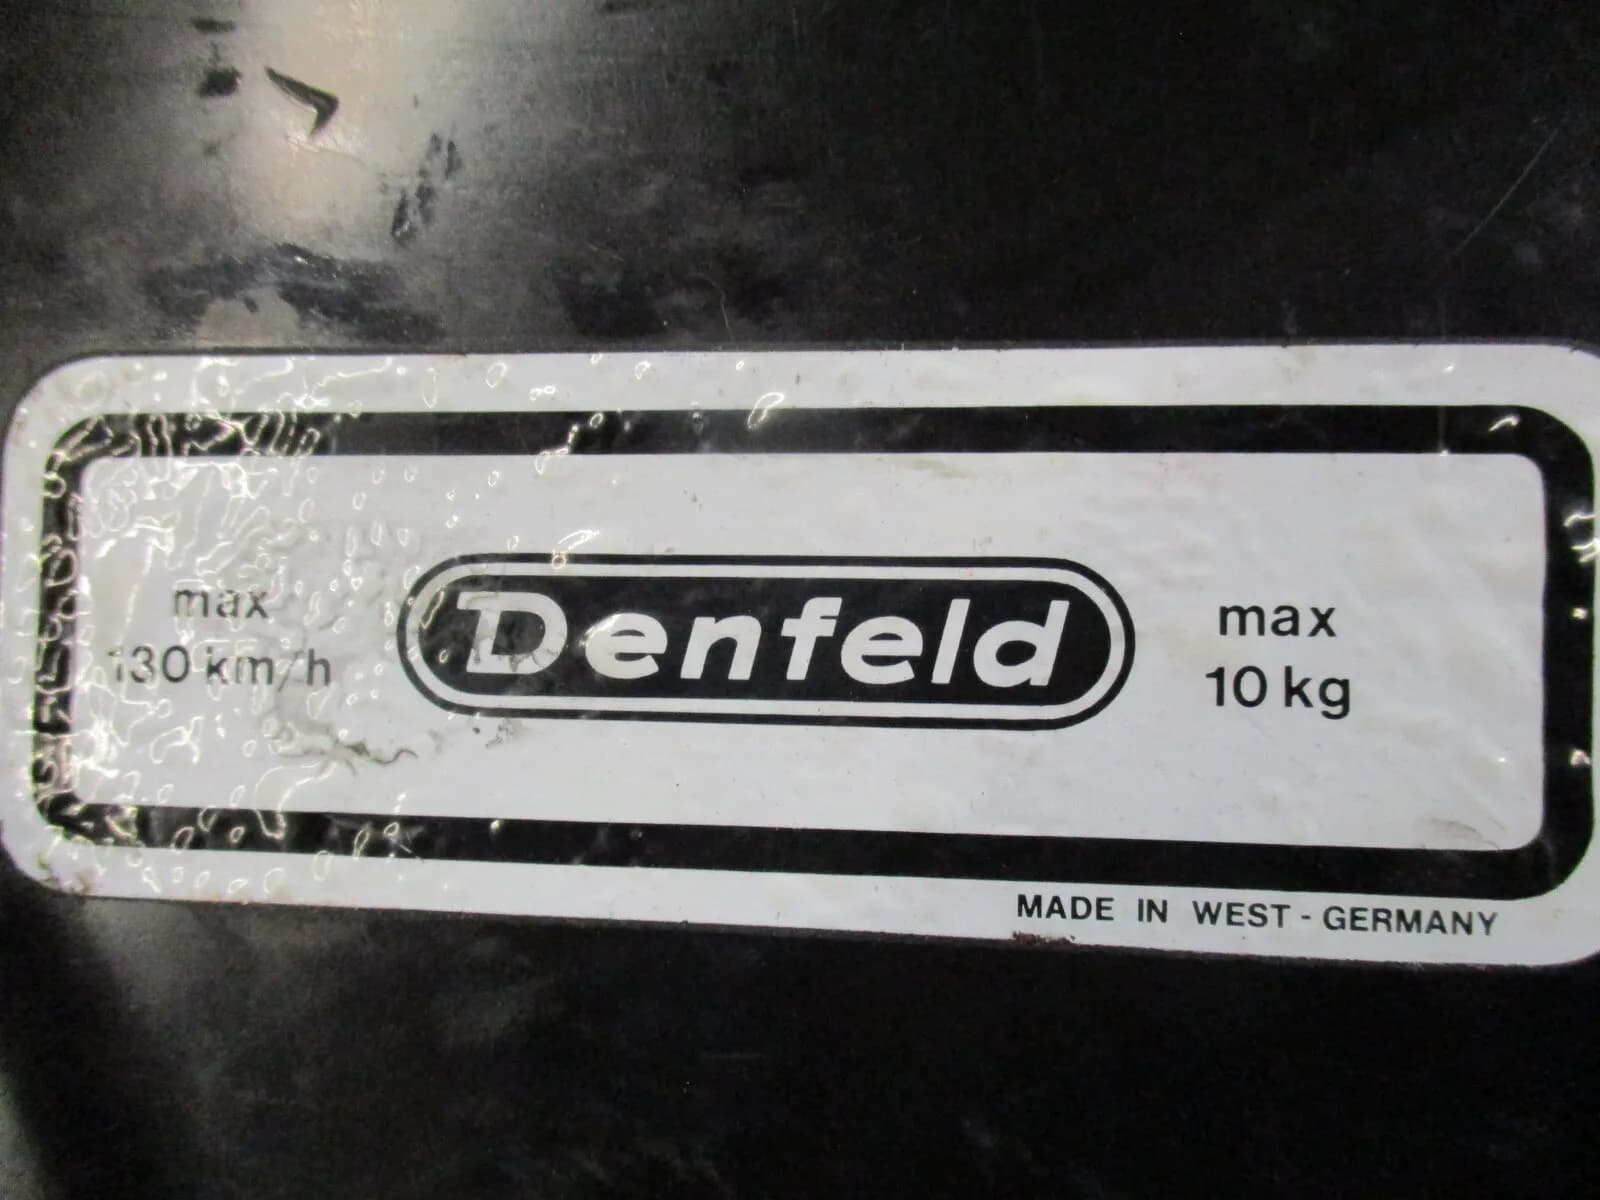 max
130 km/h
Denfeld
max
10 kg
MADE IN WEST - GERMANY